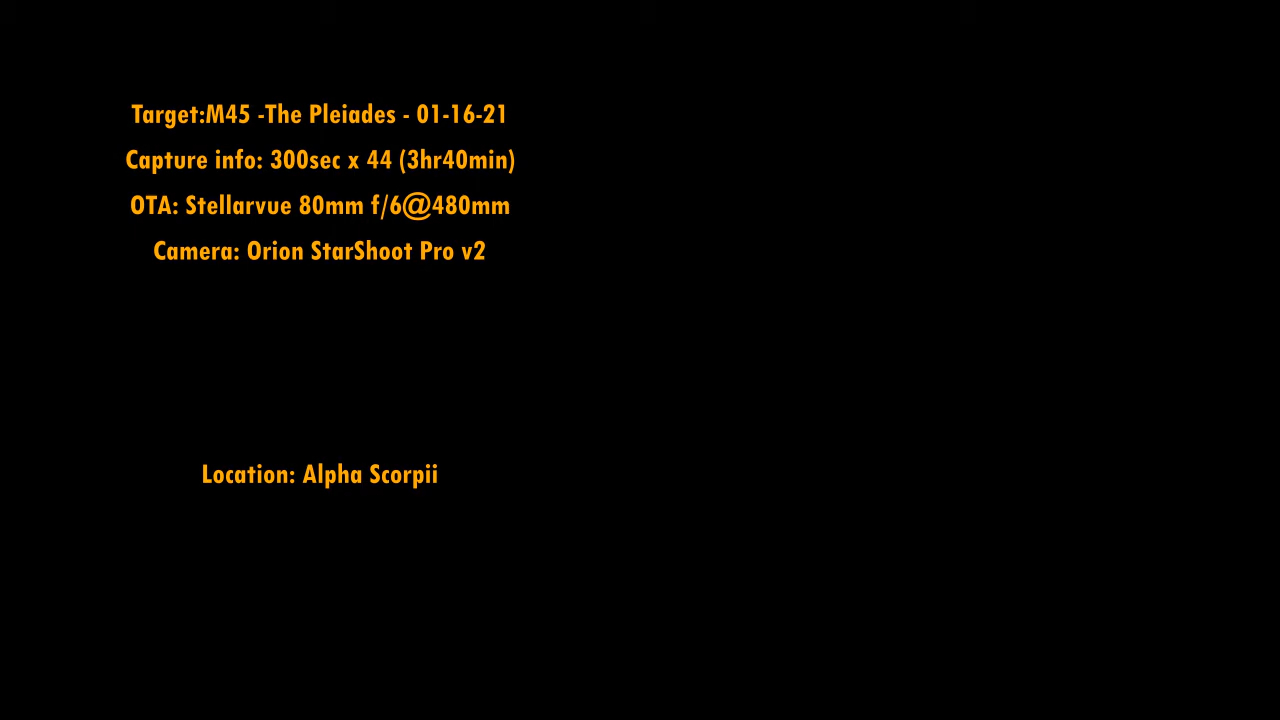 Target:M45 -The Pleiades - 01-16-21
Capture info: 300sec x 44 (3hr40min)
OTA: Stellarvue 80mm f/6@480mm
Camera: Orion StarShoot Pro v2
Location: Alpha Scorpii